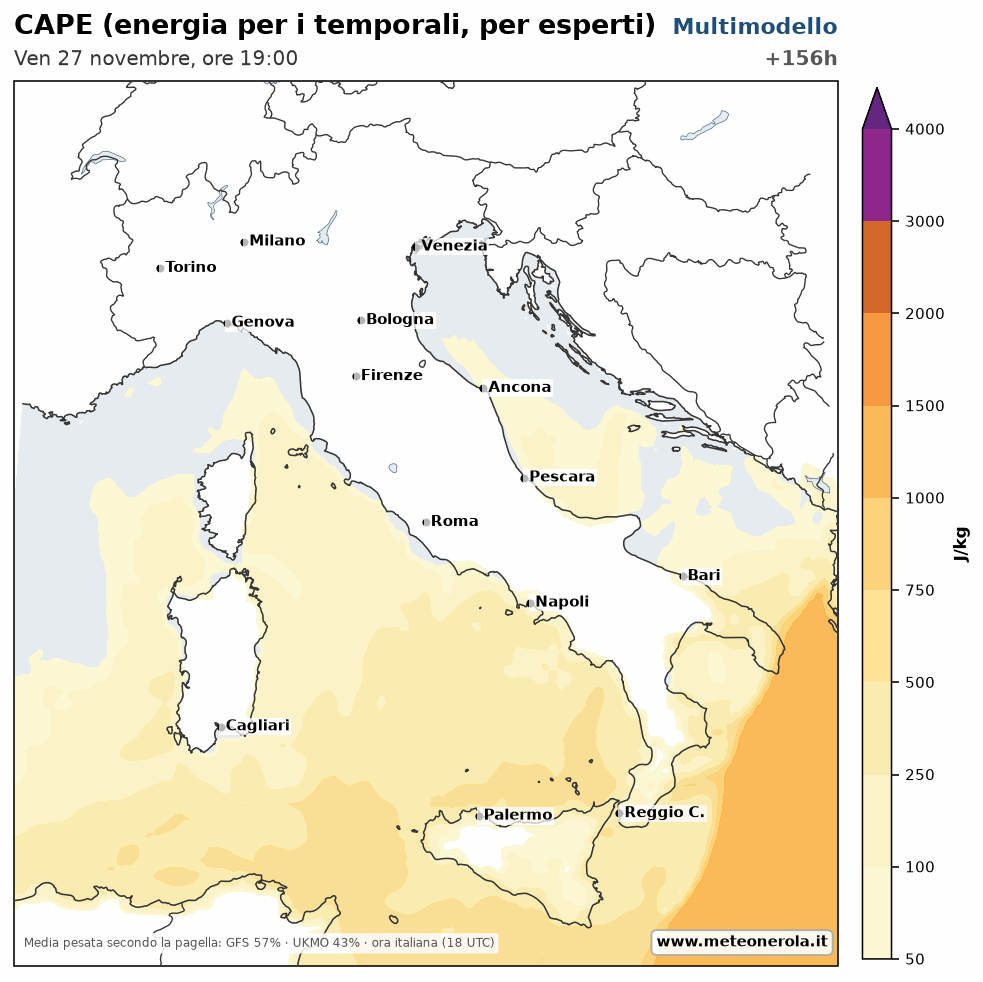 CAPE (energia per i temporali, per esperti) Multimodello
Ven 27 novembre, ore 19:00 +156h
4000
3000
2000
1500
1000
750
500
250
100
50
J/kg
Milano
Venezia
Torino
Genova
Bologna
Firenze
Ancona
Pescara
Roma
Bari
Napoli
Cagliari
Palermo
Reggio C.
Media pesata secondo la pagella: GFS 57% · UKMO 43% · ora italiana (18 UTC)
www.meteonerola.it